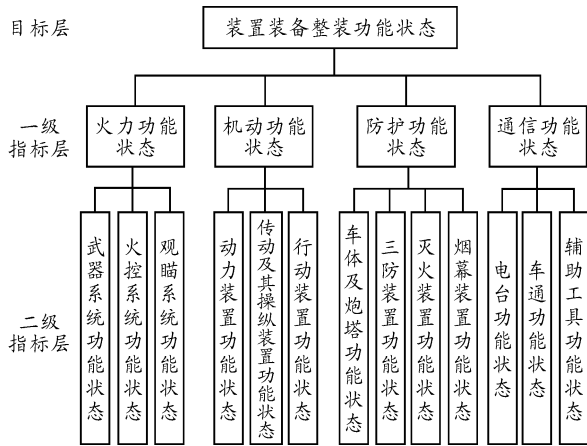 目标层
装置装备整装功能状态
一级
指标层
火力功能
状态
机动功能
状态
防护功能
状态
通信功能
状态
二级
指标层
武器系统功能状态
火控系统功能状态
观瞄系统功能状态
动力装置功能状态
传动及其操纵装置功能状态
行动装置功能状态
车体及炮塔功能状态
三防装置功能状态
灭火装置功能状态
烟幕装置功能状态
电台功能状态
车通功能状态
辅助工具功能状态